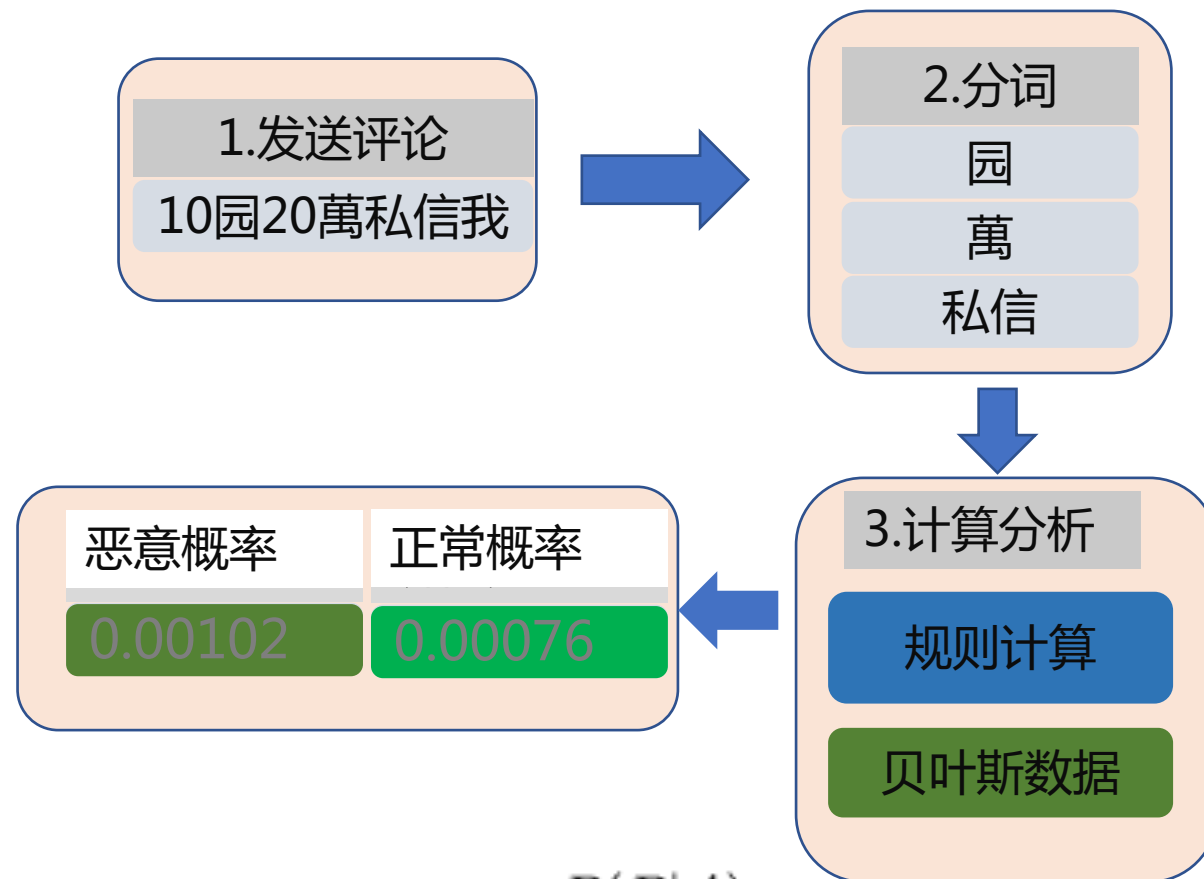 1.发送评论
10园20萬私信我
2.分词
园
萬
私信
3.计算分析
规则计算
贝叶斯数据
恶意概率 正常概率
0.00102 0.00076